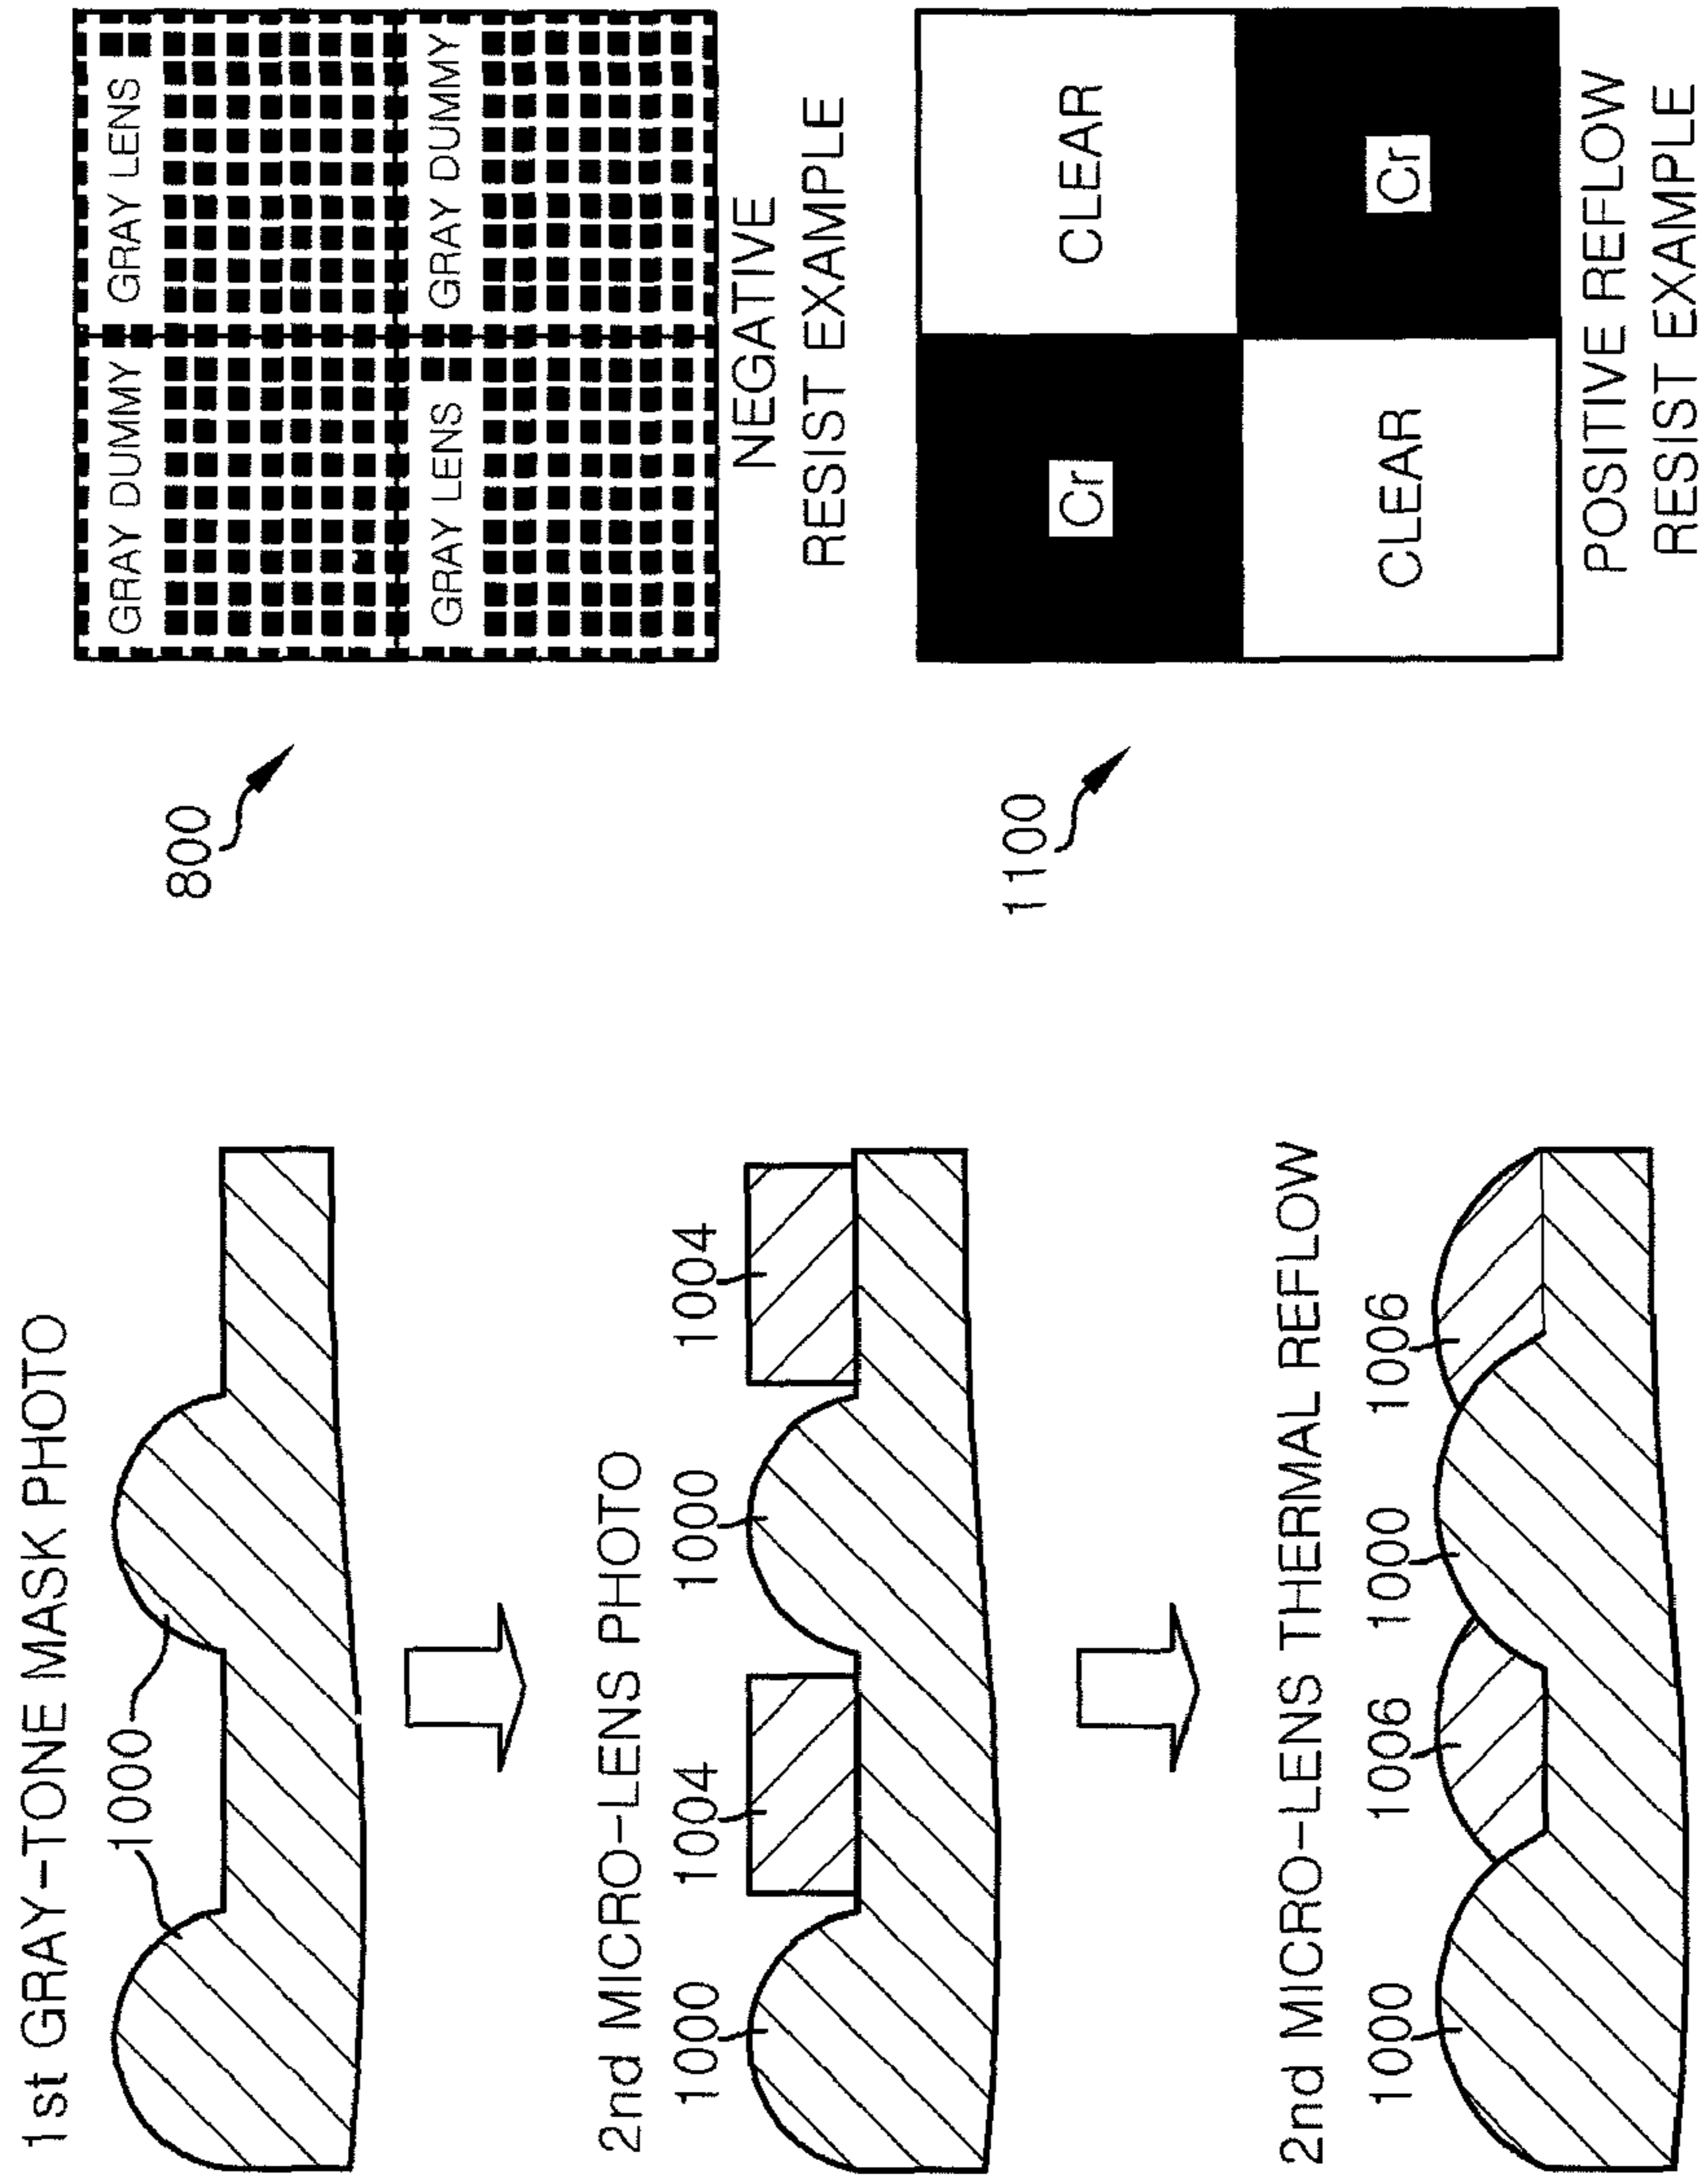 1st GRAY-TONE MASK PHOTO
1000
800
GRAY DUMMY
GRAY LENS
GRAY LENS
GRAY DUMMY
NEGATIVE
RESIST EXAMPLE
2nd MICRO-LENS PHOTO
1000
1004
1000
1004
1100
Cr
CLEAR
CLEAR
Cr
POSITIVE REFLOW
RESIST EXAMPLE
2nd MICRO-LENS THERMAL REFLOW
1000
1006
1000
1006